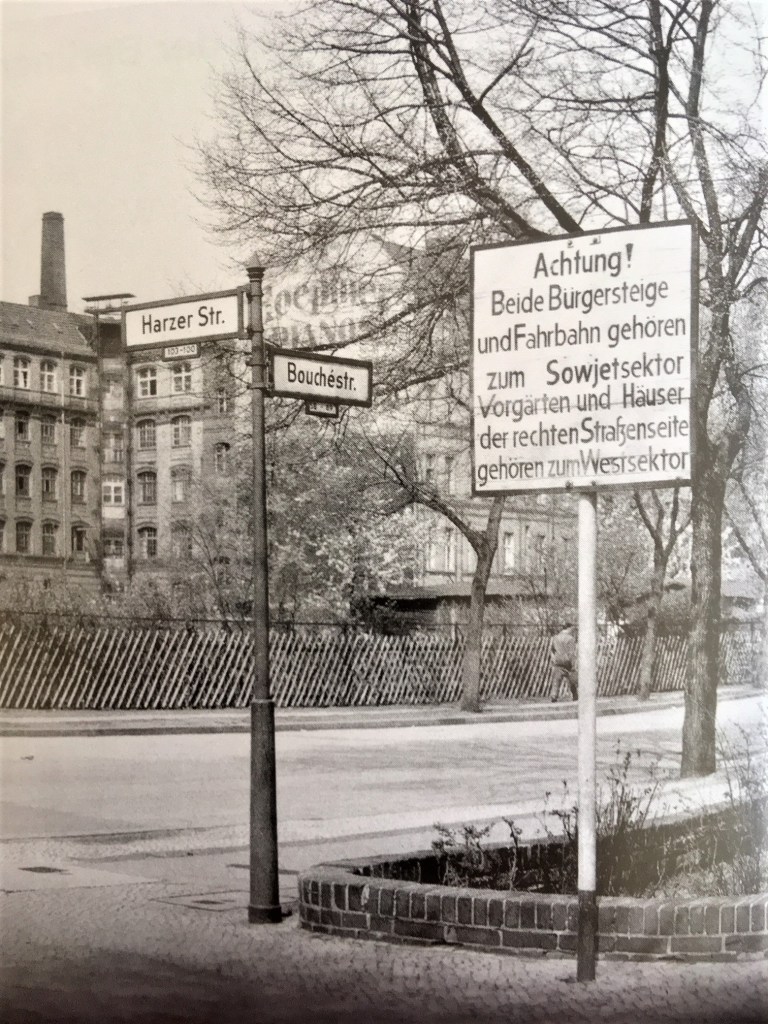 Harzer Str.
Bouchéstr.
PIANOS
Achtung!
Beide Bürgersteige
und Fahrbahn gehören
zum Sowjetsektor
Vorgärten und Häuser
der rechten Straßenseite
gehören zum Westsektor